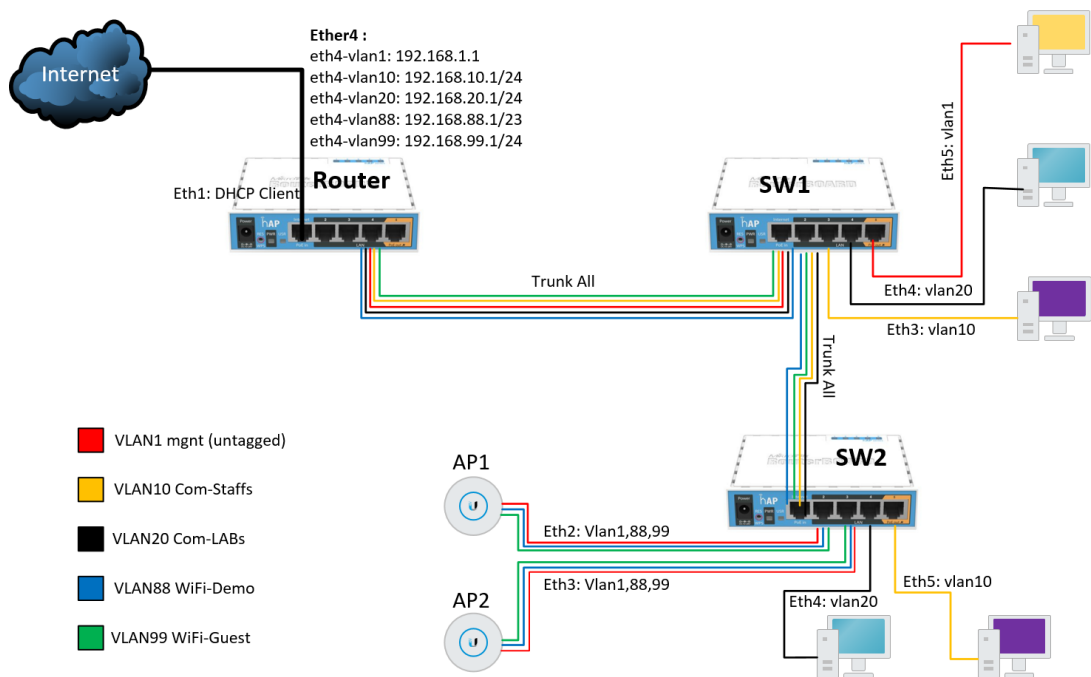 Internet
Ether4 :
eth4-vlan1: 192.168.1.1
eth4-vlan10: 192.168.10.1/24
eth4-vlan20: 192.168.20.1/24
eth4-vlan88: 192.168.88.1/23
eth4-vlan99: 192.168.99.1/24
Router
Eth1: DHCP Client
hAP
SW1
hAP
Eth5: vlan1
Eth4: vlan20
Eth3: vlan10
Trunk All
Trunk All
VLAN1 mgnt (untagged)
VLAN10 Com-Staffs
VLAN20 Com-LABs
VLAN88 WiFi-Demo
VLAN99 WiFi-Guest
AP1
AP2
SW2
hAP
Eth2: Vlan1,88,99
Eth3: Vlan1,88,99
Eth4: vlan20
Eth5: vlan10